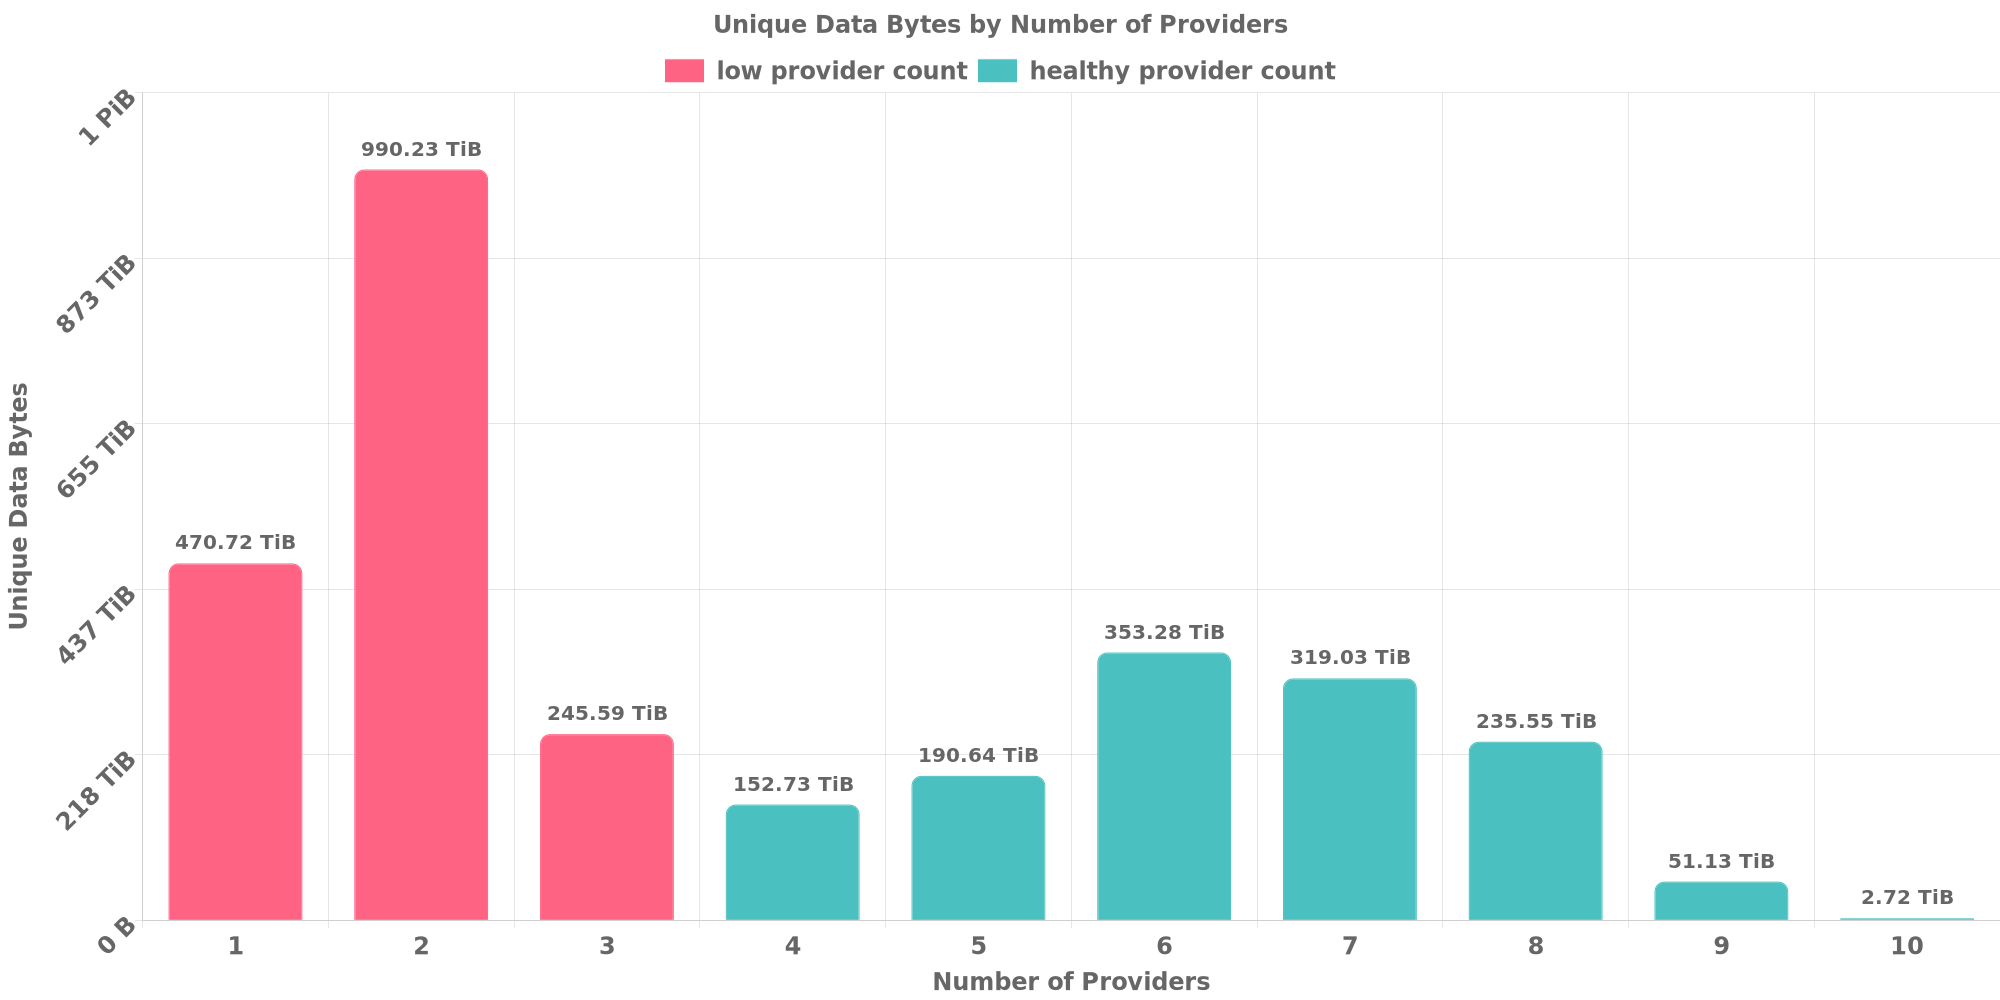 Unique Data Bytes by Number of Providers
low provider count healthy provider count
1 PiB
873 TiB
655 TiB
437 TiB
218 TiB
0 B
Unique Data Bytes
470.72 TiB
990.23 TiB
245.59 TiB
152.73 TiB
190.64 TiB
353.28 TiB
319.03 TiB
235.55 TiB
51.13 TiB
2.72 TiB
1 2 3 4 5 6 7 8 9 10
Number of Providers